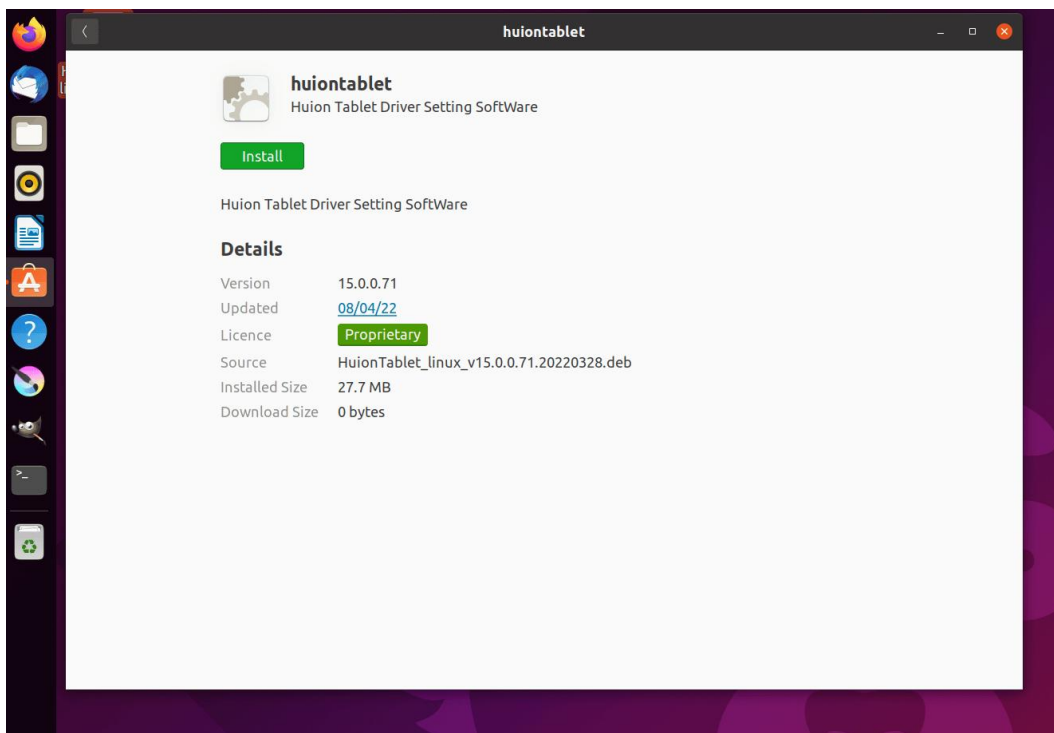 huiontablet
huiontablet
Huion Tablet Driver Setting SoftWare
Install
Huion Tablet Driver Setting SoftWare
Details
Version 15.0.0.71
Updated 08/04/22
Licence Proprietary
Source HuionTablet_linux_v15.0.0.71.20220328.deb
Installed Size 27.7 MB
Download Size 0 bytes